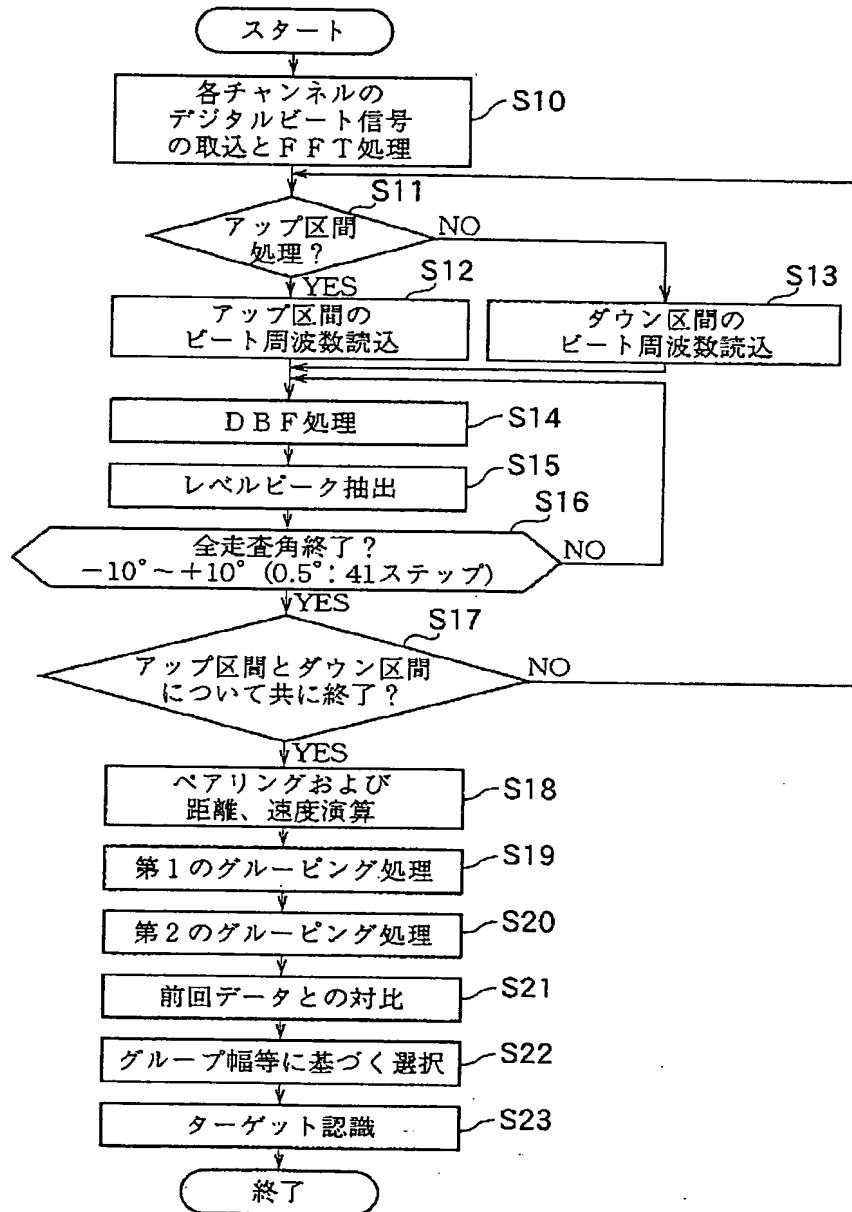 スタート
各チャンネルの
デジタルビート信号
の取込とＦＦＴ処理
S10
S11
アップ区間
処理？
NO
YES
S12
アップ区間の
ビート周波数読込
S13
ダウン区間の
ビート周波数読込
ＤＢＦ処理
S14
レベルピーク抽出
S15
S16
全走査角終了？
－10°～＋10°（0.5°：41ステップ）
NO
YES
S17
アップ区間とダウン区間
について共に終了？
NO
YES
ペアリングおよび
距離、速度演算
S18
第１のグルーピング処理
S19
第２のグルーピング処理
S20
前回データとの対比
S21
グループ幅等に基づく選択
S22
ターゲット認識
S23
終了